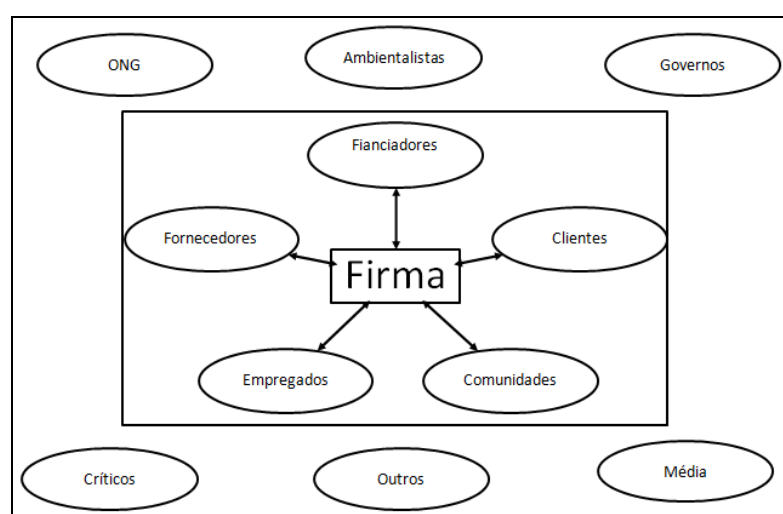 ONG
Ambientalistas
Governos
Fianciadores
Fornecedores
Clientes
Firma
Empregados
Comunidades
Críticos
Outros
Média